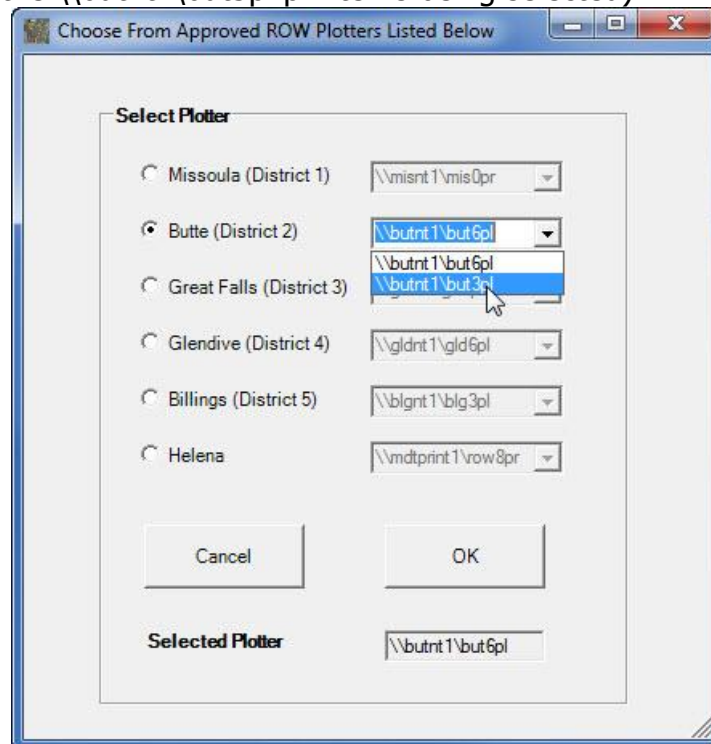 Choose From Approved ROW Plotters Listed Below
Select Plotter
Missoula (District 1) \\misnt1\mis0pr
Butte (District 2) \\butnt1\but6pl
\\butnt1\but6pl
\\butnt1\but3pl
Great Falls (District 3)
Glendive (District 4) \\gldnt1\gld6pl
Billings (District 5) \\blgnt1\blg3pl
Helena \\mdtprint1\row8pr
Cancel OK
Selected Plotter \\butnt1\but6pl